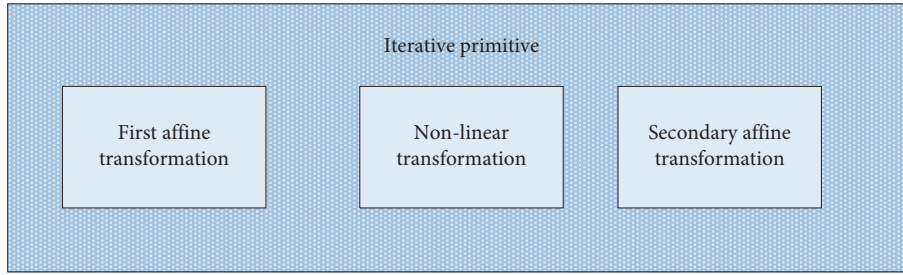 Iterative primitive
First affine
transformation
Non-linear
transformation
Secondary affine
transformation